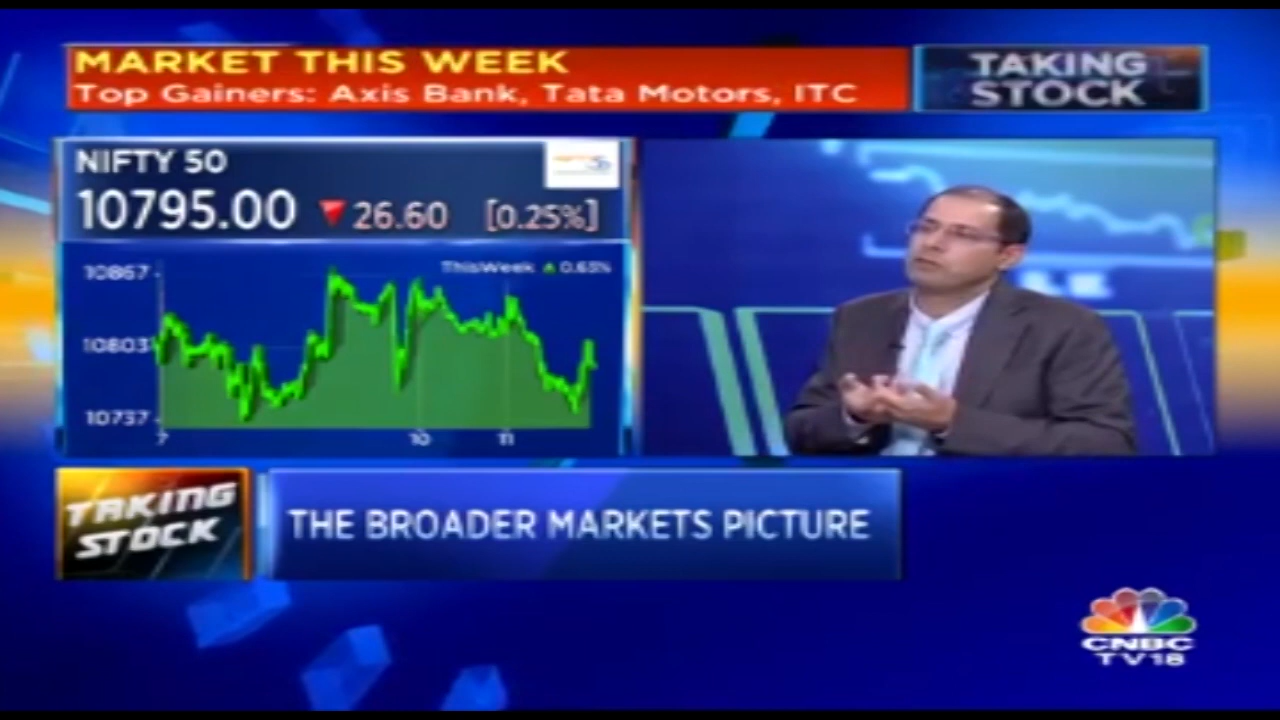 MARKET THIS WEEK
Top Gainers: Axis Bank, Tata Motors, ITC
TAKING
STOCK
NIFTY 50
10795.00 ▼26.60 [0.25%]
ThisWeek ▲ 0.63%
10867
10803
10737
7 10 11
TAKING
STOCK
THE BROADER MARKETS PICTURE
CNBC
TV18